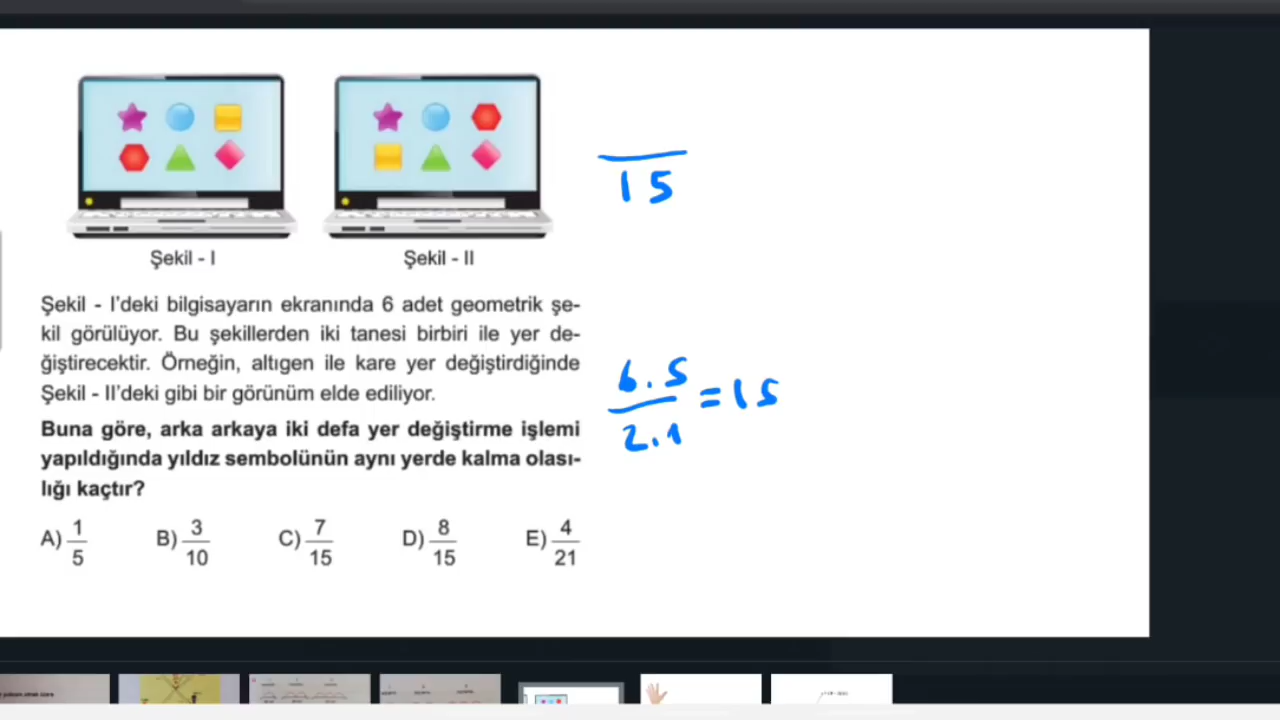 Şekil - I
Şekil - II
15
Şekil - I'deki bilgisayarın ekranında 6 adet geometrik şe-
kil görülüyor. Bu şekillerden iki tanesi birbiri ile yer de-
ğiştirecektir. Örneğin, altıgen ile kare yer değiştirdiğinde
Şekil - II'deki gibi bir görünüm elde ediliyor.
6.5
2.1
= 15
Buna göre, arka arkaya iki defa yer değiştirme işlemi
yapıldığında yıldız sembolünün aynı yerde kalma olası-
lığı kaçtır?
A) 1/5 B) 3/10 C) 7/15 D) 8/15 E) 4/21